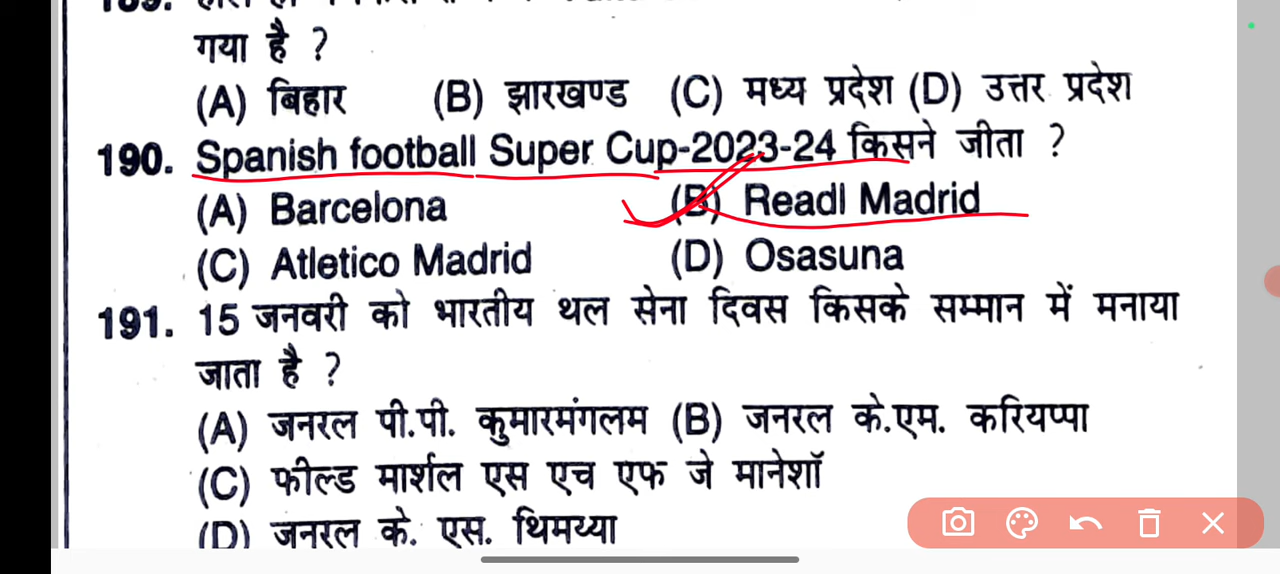 189.
गया है ?
(A) बिहार (B) झारखण्ड (C) मध्य प्रदेश (D) उत्तर प्रदेश
190. Spanish football Super Cup-2023-24 किसने जीता ?
(A) Barcelona (B) Readl Madrid
(C) Atletico Madrid (D) Osasuna
191. 15 जनवरी को भारतीय थल सेना दिवस किसके सम्मान में मनाया
जाता है ?
(A) जनरल पी.पी. कुमारमंगलम (B) जनरल के.एम. करियप्पा
(C) फील्ड मार्शल एस एच एफ जे मानेशॉ
(D) जनरल के. एस. थिमय्या